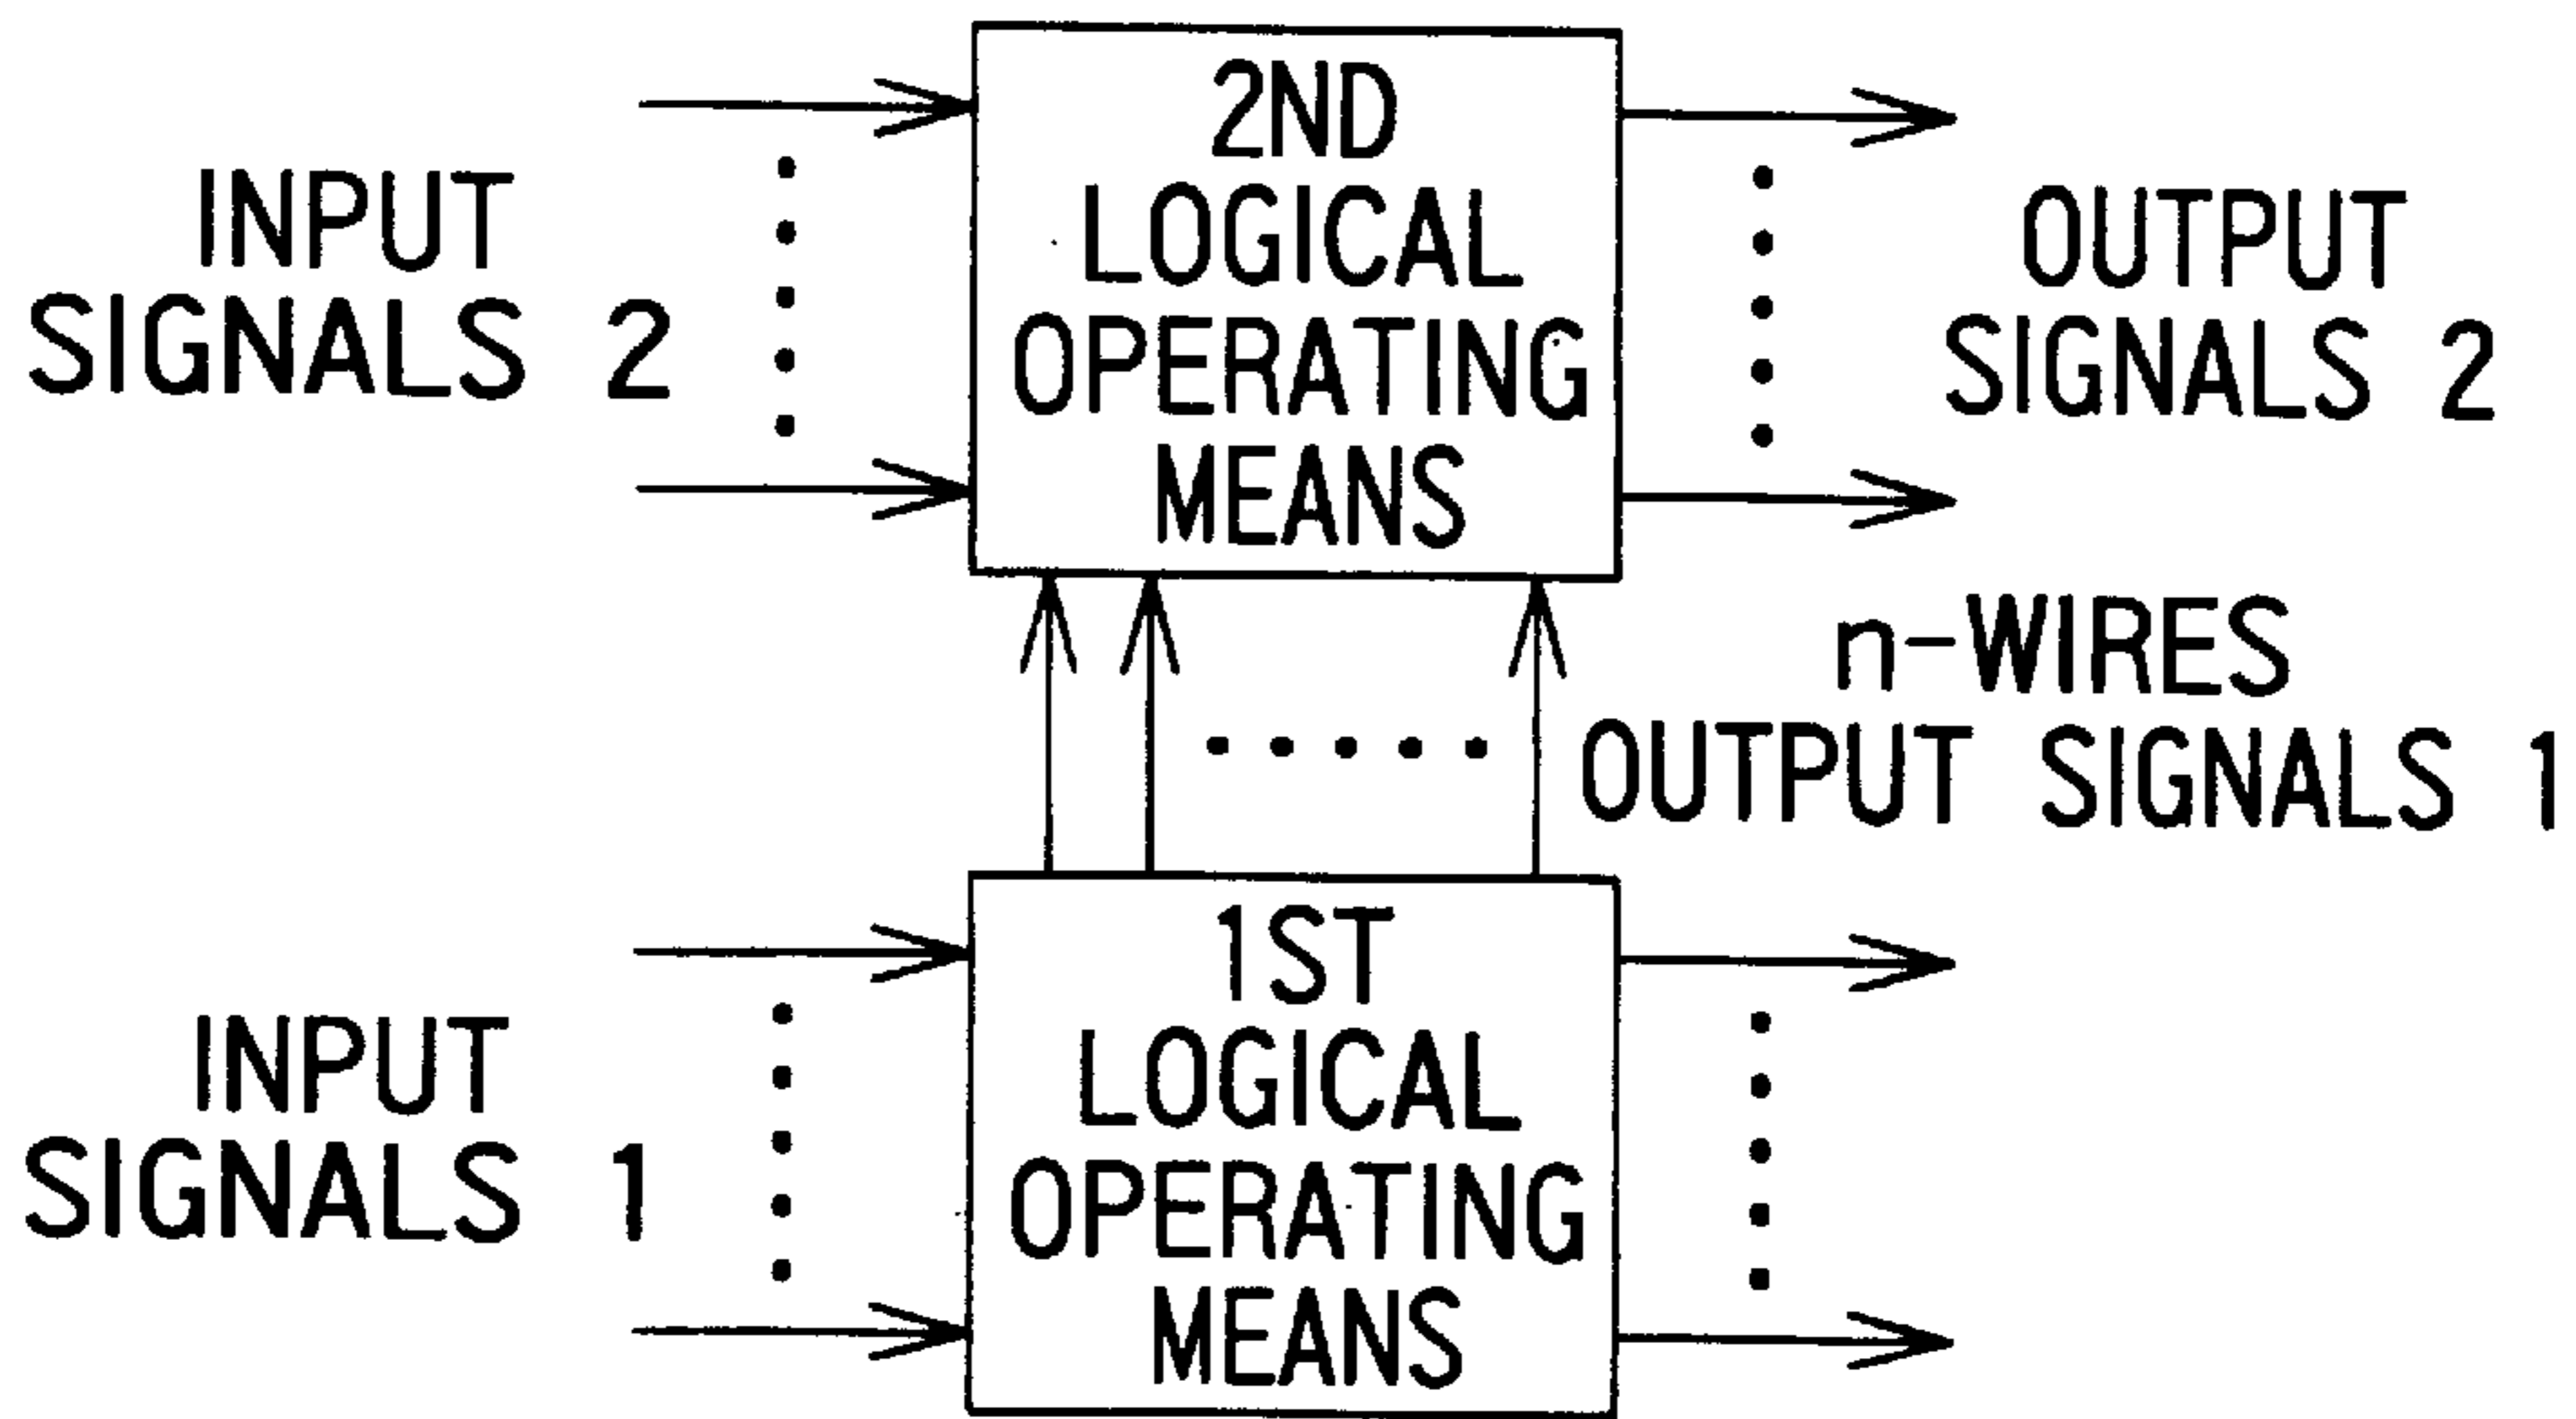 2ND
LOGICAL
OPERATING
MEANS
INPUT
SIGNALS 2
OUTPUT
SIGNALS 2
n-WIRES
OUTPUT SIGNALS 1
1ST
LOGICAL
OPERATING
MEANS
INPUT
SIGNALS 1